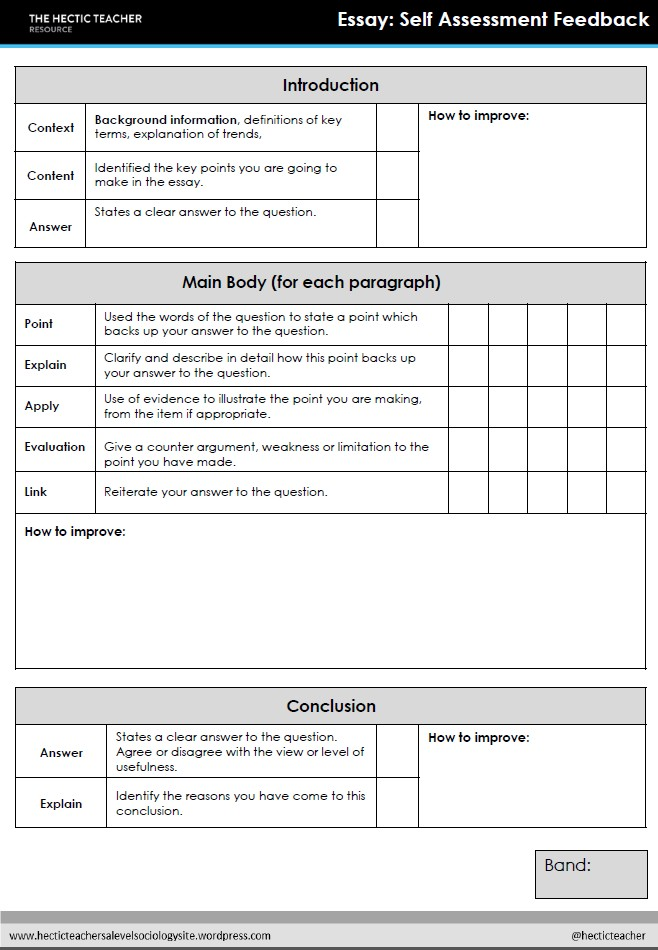 THE HECTIC TEACHER
RESOURCE
Essay: Self Assessment Feedback
Introduction
Context
Background information, definitions of key
terms, explanation of trends,
How to improve:
Content
Identified the key points you are going to
make in the essay.
Answer
States a clear answer to the question.
Main Body (for each paragraph)
Point
Used the words of the question to state a point which
backs up your answer to the question.
Explain
Clarify and describe in detail how this point backs up
your answer to the question.
Apply
Use of evidence to illustrate the point you are making,
from the item if appropriate.
Evaluation
Give a counter argument, weakness or limitation to the
point you have made.
Link
Reiterate your answer to the question.
How to improve:
Conclusion
Answer
States a clear answer to the question.
Agree or disagree with the view or level of
usefulness.
How to improve:
Explain
Identify the reasons you have come to this
conclusion.
Band:
www.hecticteachersalevelsociologysite.wordpress.com
@hecticteacher